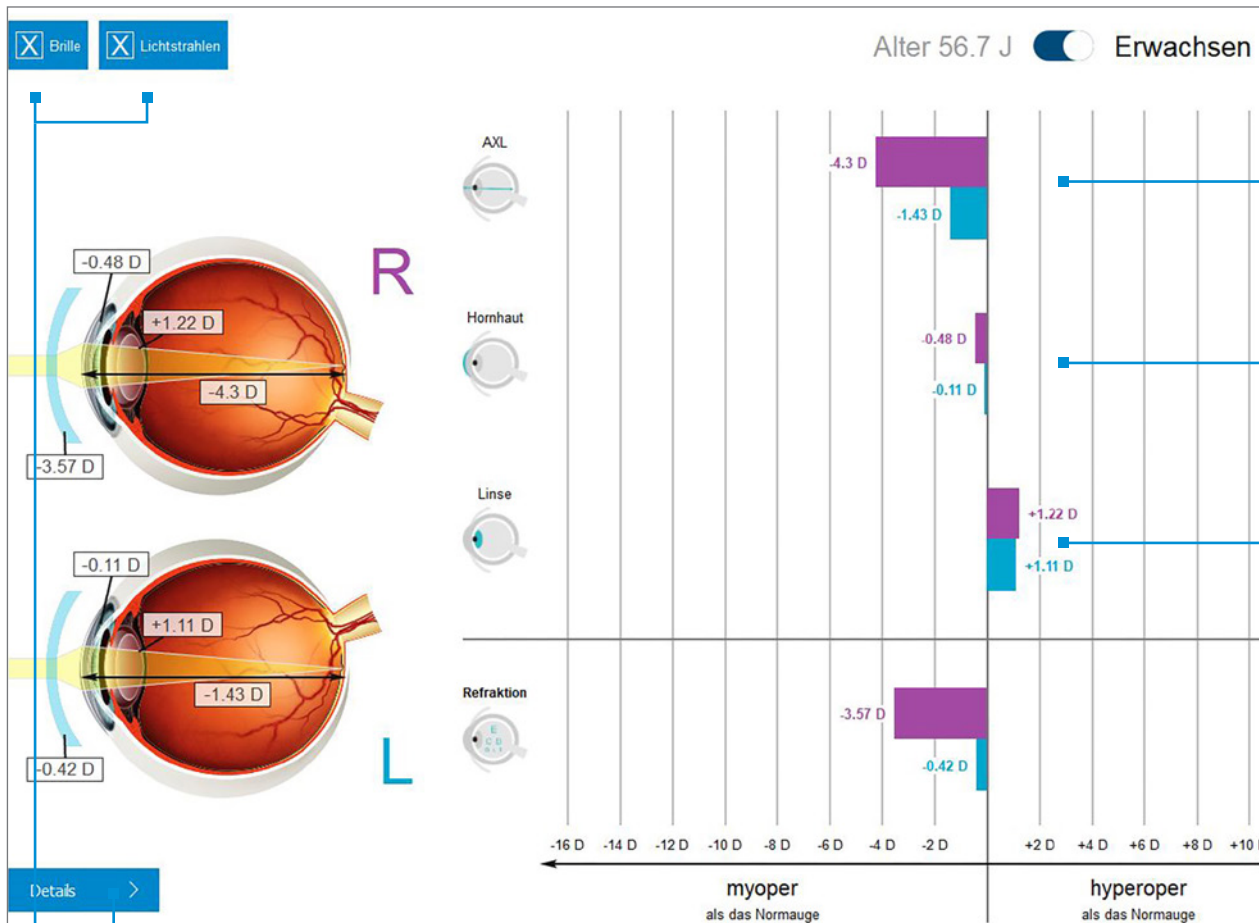 X Brille
X Lichtstrahlen
Alter 56.7 J
Erwachsen
AXL
-4.3 D
-1.43 D
R
-0.48 D
+1.22 D
-4.3 D
-3.57 D
Hornhaut
-0.48 D
-0.11 D
Linse
+1.22 D
+1.11 D
-0.11 D
+1.11 D
-1.43 D
-0.42 D
L
Refraktion
E
C D
-3.57 D
-0.42 D
-16 D -14 D -12 D -10 D -8 D -6 D -4 D -2 D +2 D +4 D +6 D +8 D +10 D
myoper
als das Normauge
hyperoper
als das Normauge
Details >